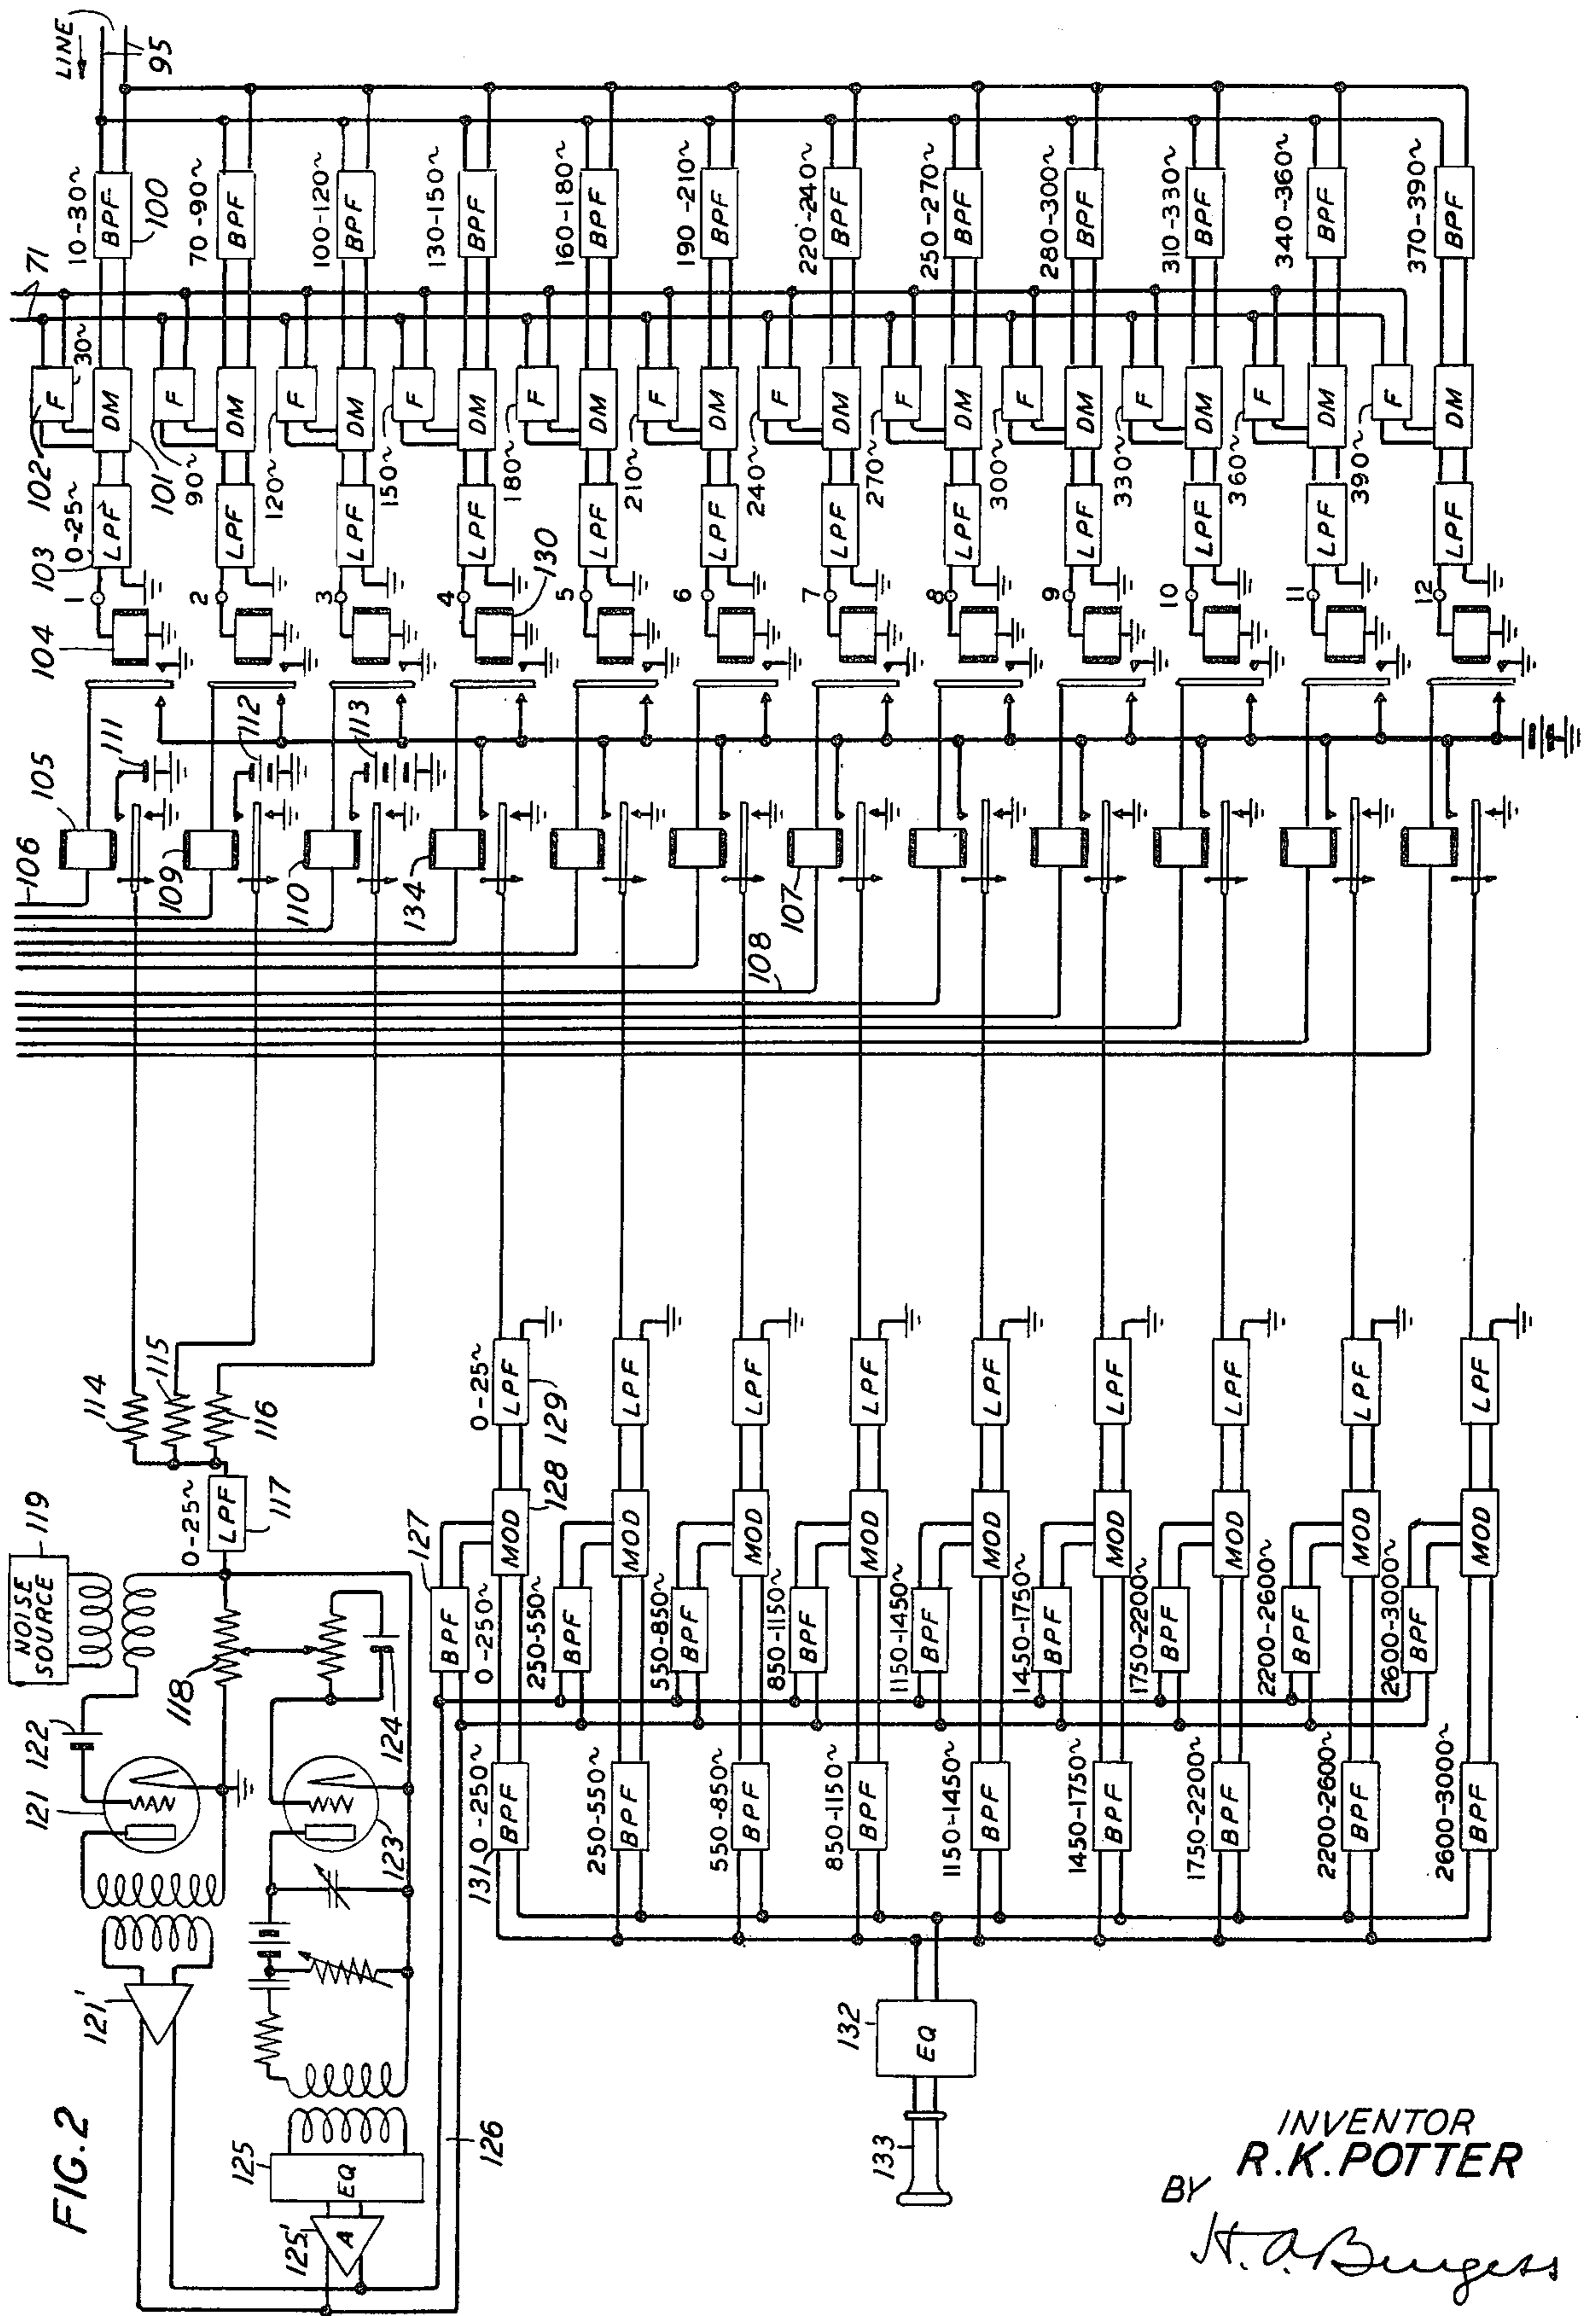 FIG. 2
LINE
95
71
10-30~
BPF
100
70-90~
BPF
100-120~
BPF
130-150~
BPF
160-180~
BPF
190-210~
BPF
220-240~
BPF
250-270~
BPF
280-300~
BPF
310-330~
BPF
340-360~
BPF
370-390~
BPF
102
F
30~
DM
101
F
90~
DM
F
120~
DM
F
150~
DM
F
180~
DM
F
210~
DM
F
240~
DM
F
270~
DM
F
300~
DM
F
330~
DM
F
360~
DM
F
390~
DM
103
0-25~
LPF
LPF
LPF
LPF
LPF
LPF
LPF
LPF
LPF
LPF
LPF
LPF
1
2
3
4
5
6
7
8
9
10
11
12
104
130
105
106
111
112
113
109
110
134
107
108
114
115
116
0-25~
LPF
117
NOISE
SOURCE
119
118
121
122
123
124
121'
125
EQ
125'
A
126
127
BPF
0-250~
MOD
128
0-25~
LPF
129
BPF
250-550~
MOD
LPF
BPF
550-850~
MOD
LPF
BPF
850-1150~
MOD
LPF
BPF
1150-1450~
MOD
LPF
BPF
1450-1750~
MOD
LPF
BPF
1750-2200~
MOD
LPF
BPF
2200-2600~
MOD
LPF
BPF
2600-3000~
MOD
LPF
131
0-250~
BPF
250-550~
BPF
550-850~
BPF
850-1150~
BPF
1150-1450~
BPF
1450-1750~
BPF
1750-2200~
BPF
2200-2600~
BPF
2600-3000~
BPF
132
EQ
133
INVENTOR
R.K. POTTER
BY
H. A. Burgess